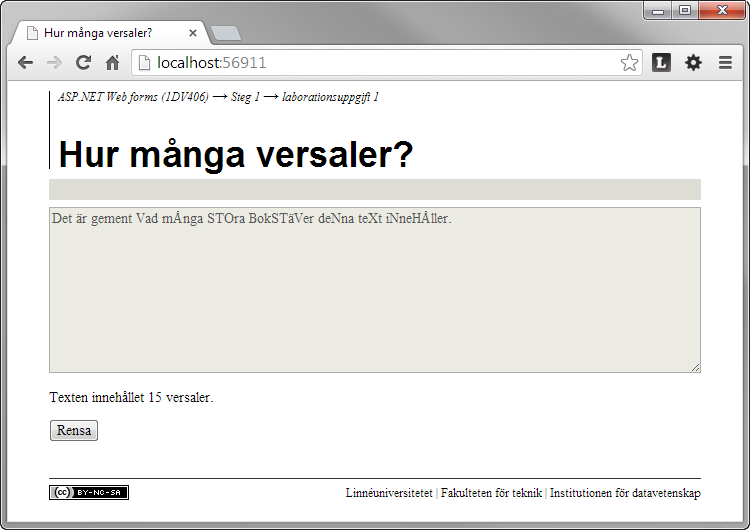 Hur många versaler?
localhost:56911
L
ASP.NET Web forms (1DV406) → Steg 1 → laborationsuppgift 1
Hur många versaler?
Det är gement Vad mÅnga STOra BokSTäVer deNna teXt iNneHÅller.
Texten innehållet 15 versaler.
Rensa
cc BY-NC-SA
Linnéuniversitetet | Fakulteten för teknik | Institutionen för datavetenskap